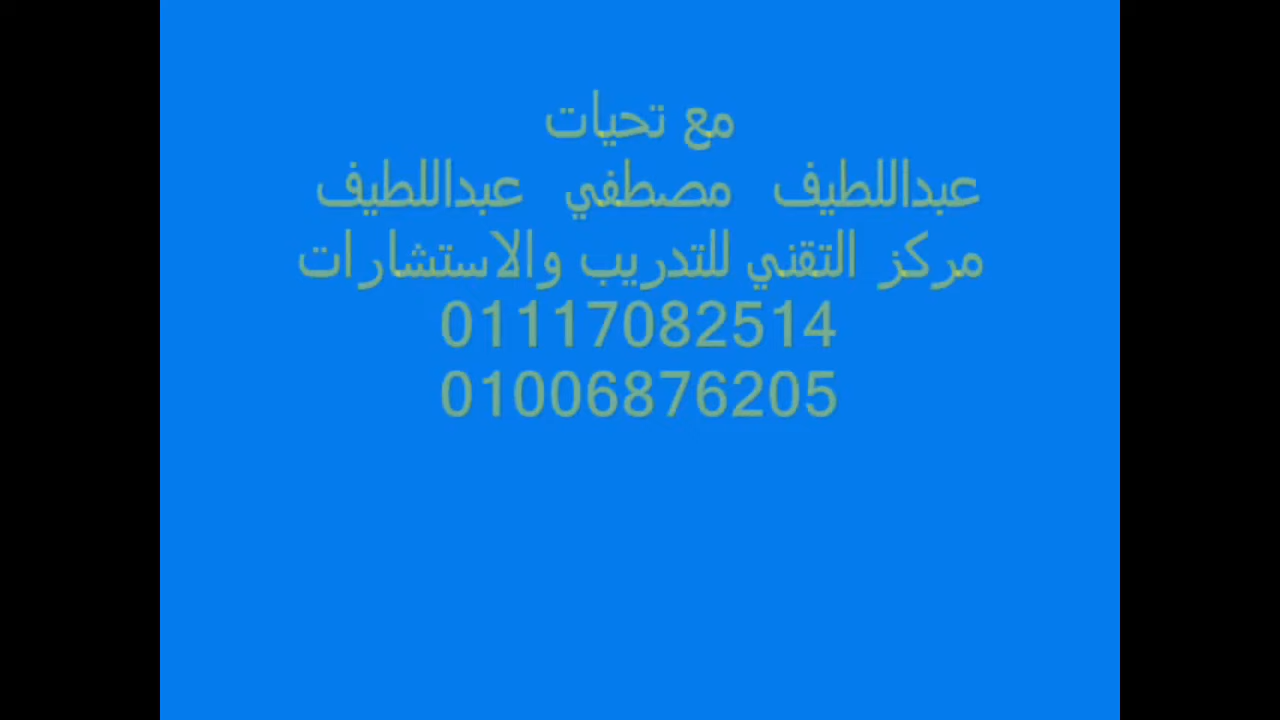 مع تحيات
عبداللطيف مصطفي عبداللطيف
مركز التقني للتدريب والاستشارات
01117082514
01006876205